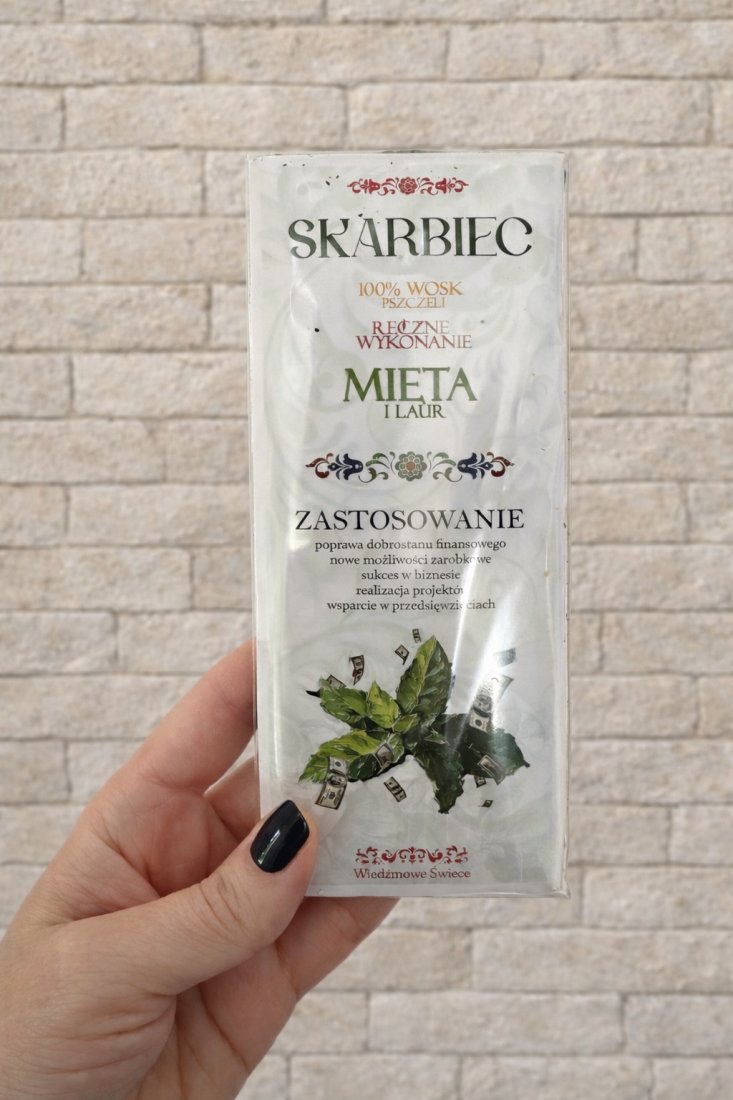 SKARBIEC
100% WOSK
PSZCZELI
RĘCZNE
WYKONANIE
MIĘTA
I LAUR
ZASTOSOWANIE
poprawa dobrostanu finansowego
nowe możliwości zarobkowe
sukces w biznesie
realizacja projektów
wsparcie w przedsięwzięciach
Wiedźmowe Świece